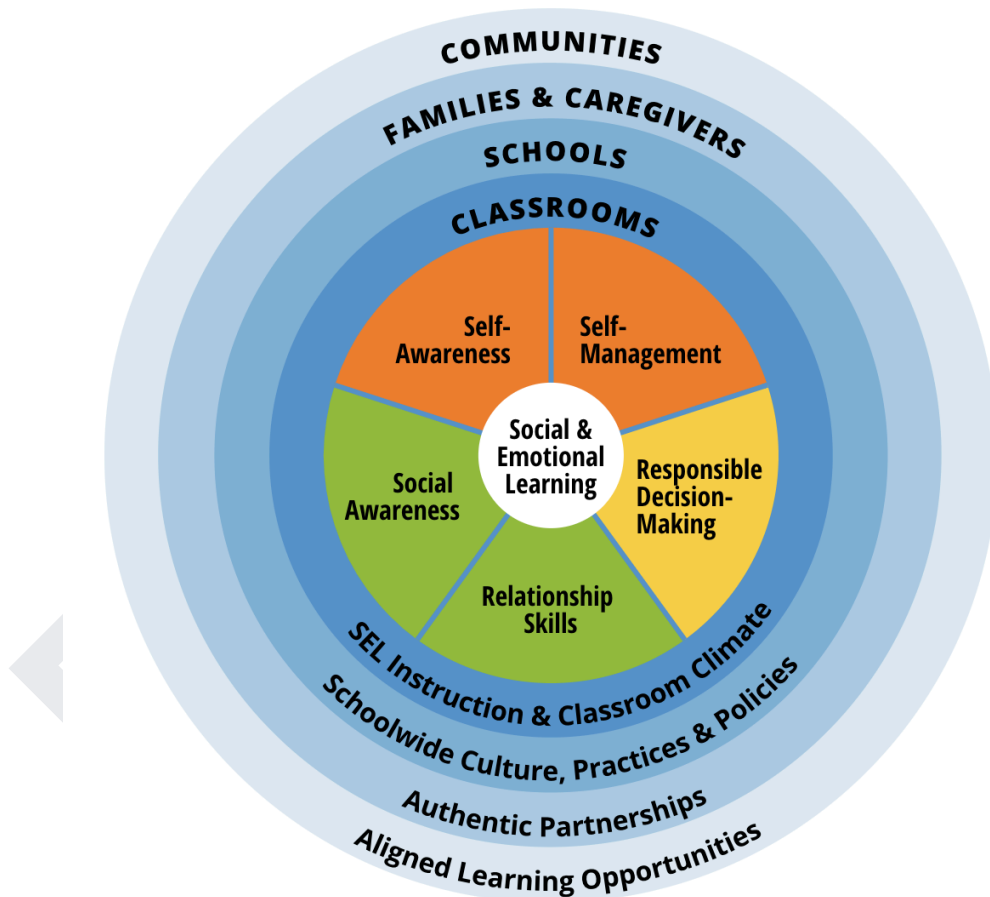 COMMUNITIES
FAMILIES & CAREGIVERS
SCHOOLS
CLASSROOMS
Self-
Awareness
Self-
Management
Social &
Emotional
Learning
Social
Awareness
Responsible
Decision-
Making
Relationship
Skills
SEL Instruction & Classroom Climate
Schoolwide Culture, Practices & Policies
Authentic Partnerships
Aligned Learning Opportunities